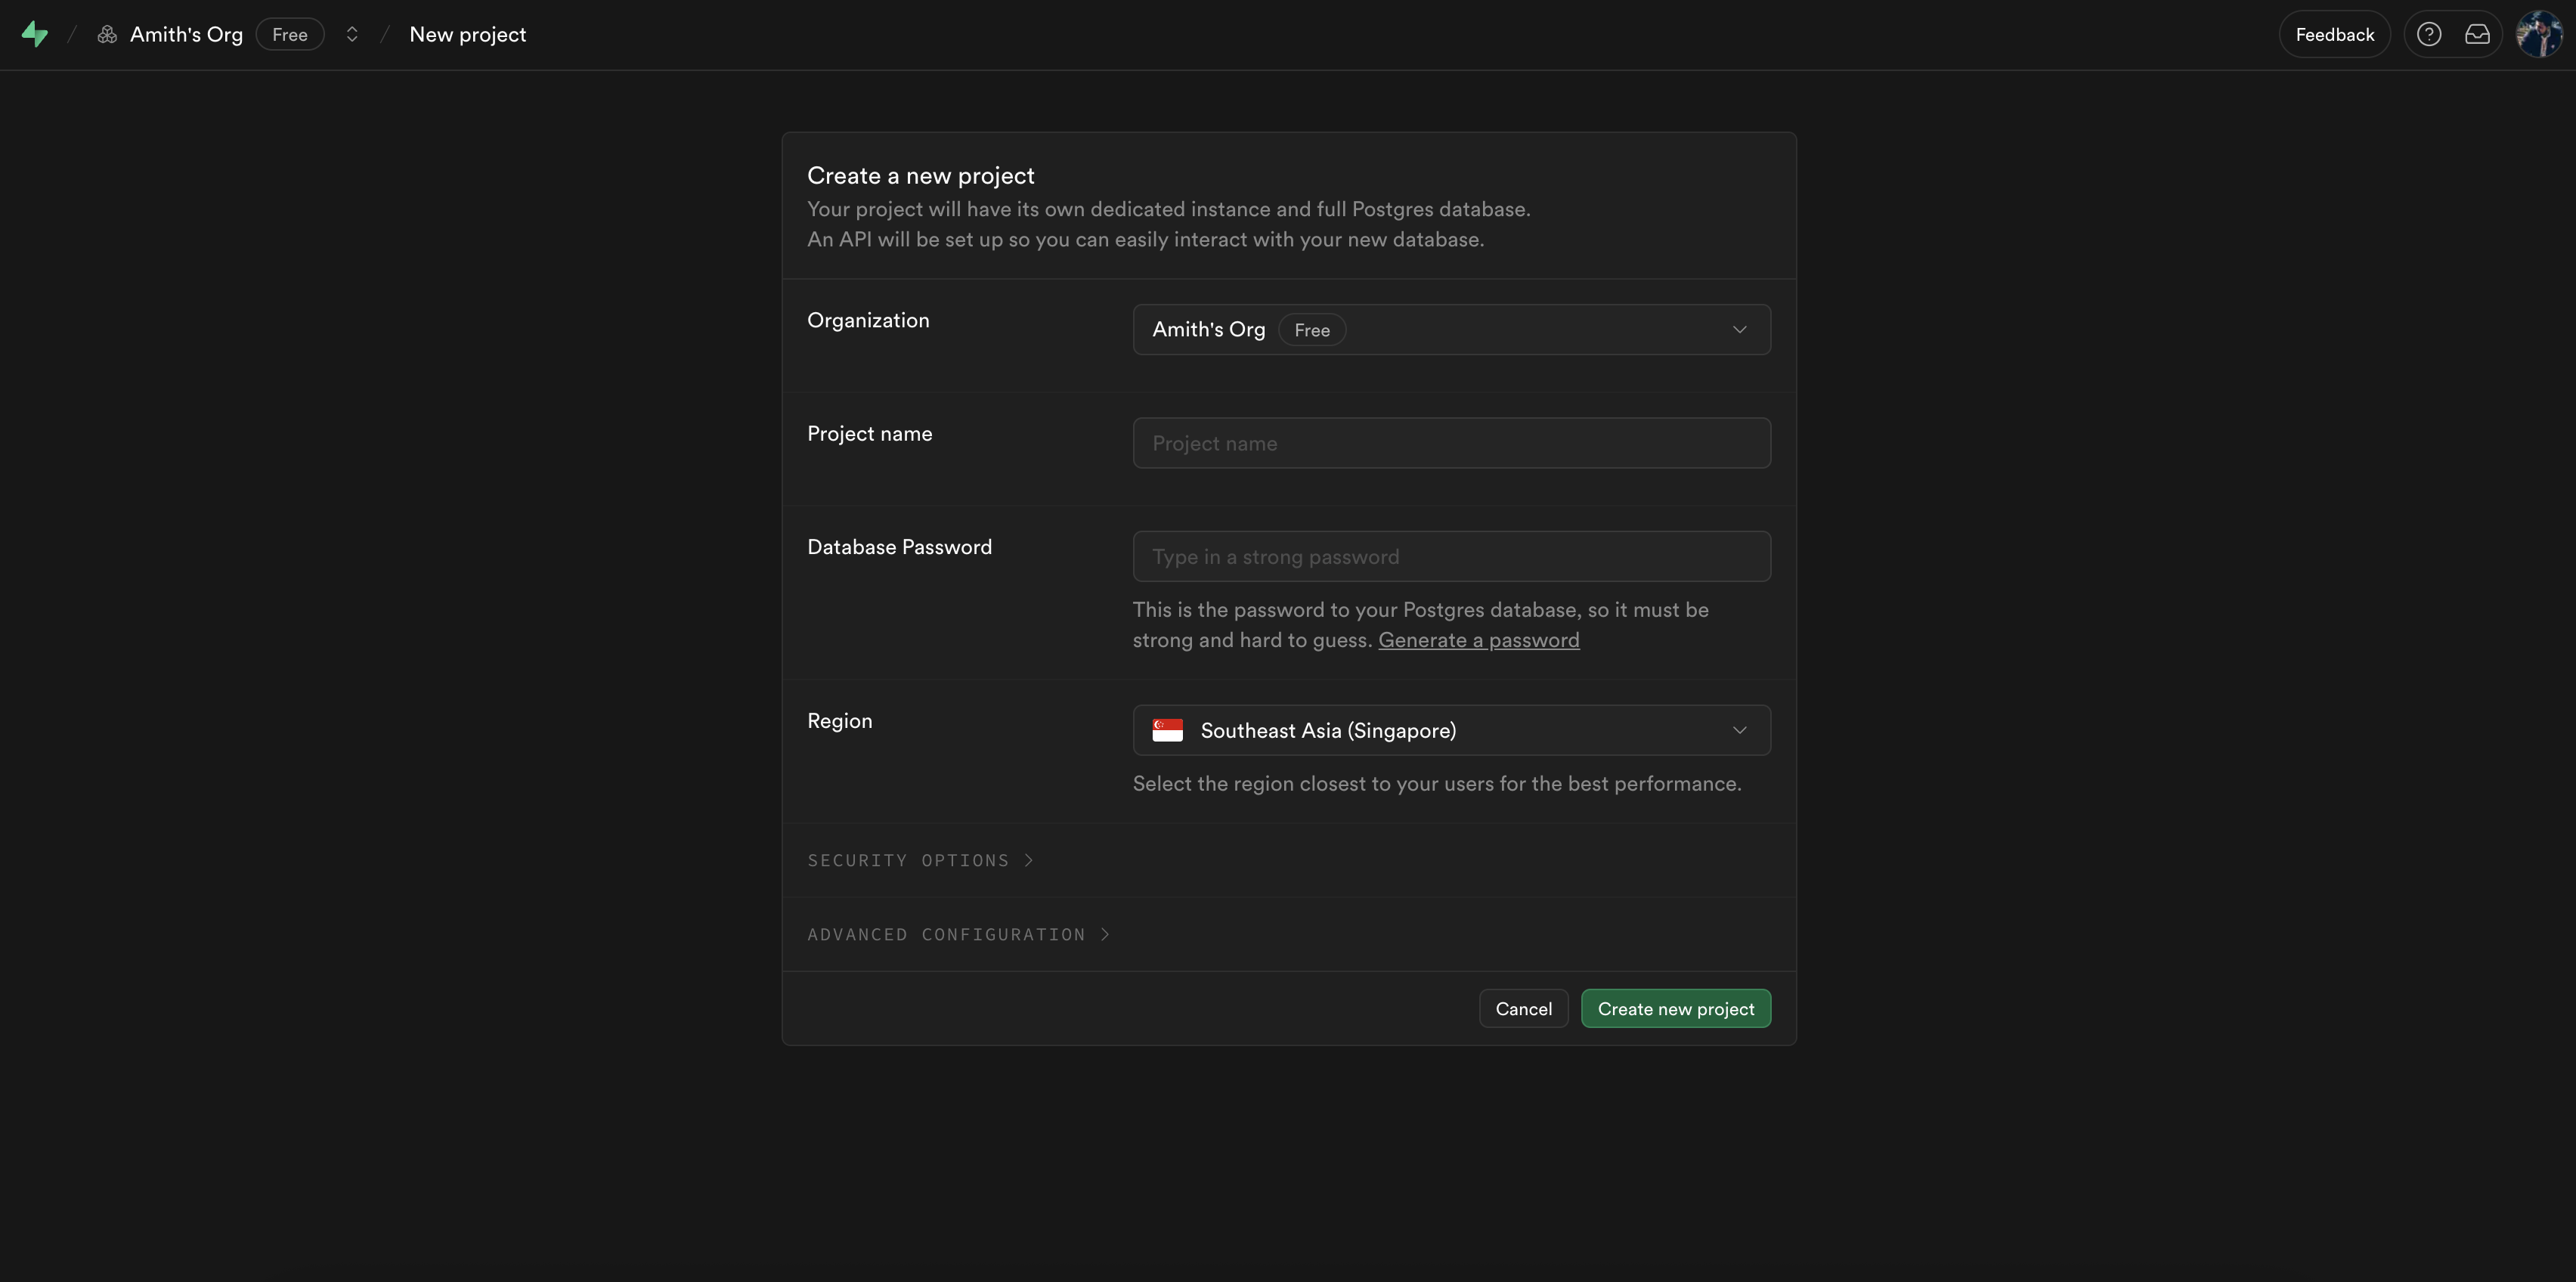 Amith's Org Free New project
Feedback
Create a new project
Your project will have its own dedicated instance and full Postgres database.
An API will be set up so you can easily interact with your new database.
Organization
Amith's Org Free
Project name
Project name
Database Password
Type in a strong password
This is the password to your Postgres database, so it must be
strong and hard to guess. Generate a password
Region
Southeast Asia (Singapore)
Select the region closest to your users for the best performance.
SECURITY OPTIONS
ADVANCED CONFIGURATION
Cancel Create new project